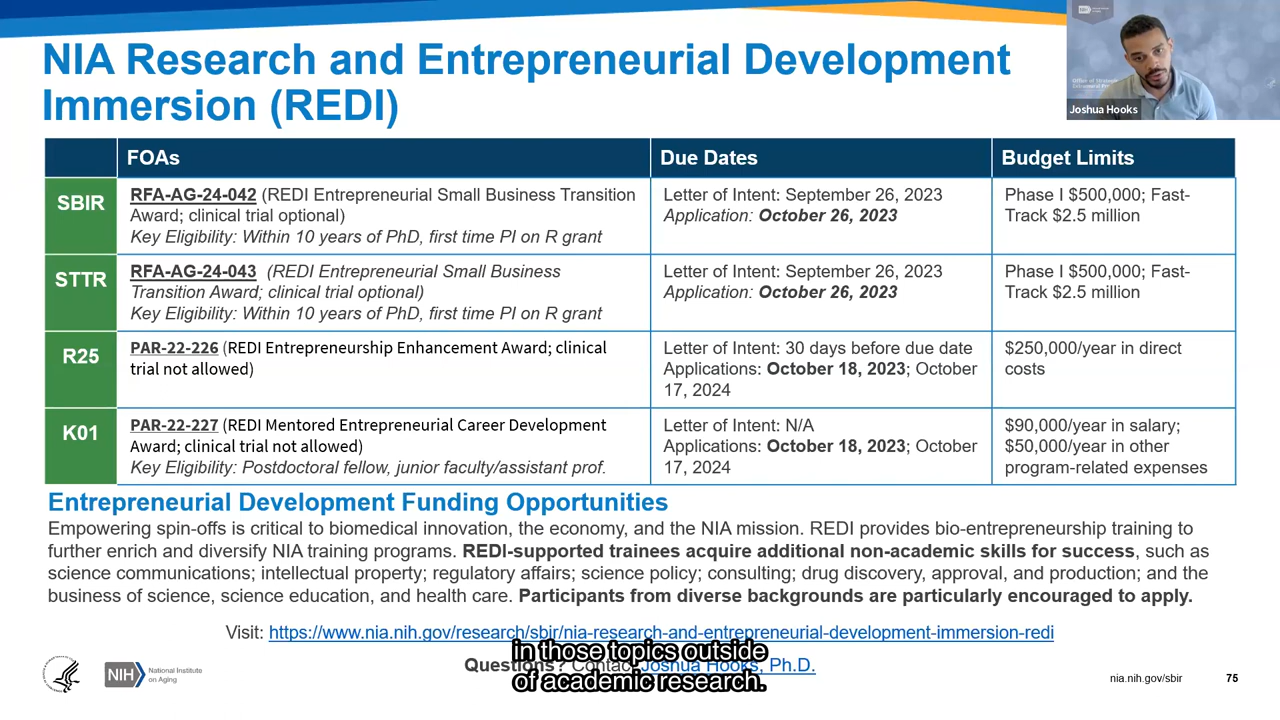 NIA Research and Entrepreneurial Development
Immersion (REDI)
NIH
Joshua Hooks
FOAs
Due Dates
Budget Limits
SBIR
RFA-AG-24-042 (REDI Entrepreneurial Small Business Transition
Award; clinical trial optional)
Key Eligibility: Within 10 years of PhD, first time PI on R grant
Letter of Intent: September 26, 2023
Application: October 26, 2023
Phase I $500,000; Fast-
Track $2.5 million
STTR
RFA-AG-24-043 (REDI Entrepreneurial Small Business
Transition Award; clinical trial optional)
Key Eligibility: Within 10 years of PhD, first time PI on R grant
Letter of Intent: September 26, 2023
Application: October 26, 2023
Phase I $500,000; Fast-
Track $2.5 million
R25
PAR-22-226 (REDI Entrepreneurship Enhancement Award; clinical
trial not allowed)
Letter of Intent: 30 days before due date
Applications: October 18, 2023; October
17, 2024
$250,000/year in direct
costs
K01
PAR-22-227 (REDI Mentored Entrepreneurial Career Development
Award; clinical trial not allowed)
Key Eligibility: Postdoctoral fellow, junior faculty/assistant prof.
Letter of Intent: N/A
Applications: October 18, 2023; October
17, 2024
$90,000/year in salary;
$50,000/year in other
program-related expenses
Entrepreneurial Development Funding Opportunities
Empowering spin-offs is critical to biomedical innovation, the economy, and the NIA mission. REDI provides bio-entrepreneurship training to
further enrich and diversify NIA training programs. REDI-supported trainees acquire additional non-academic skills for success, such as
science communications; intellectual property; regulatory affairs; science policy; consulting; drug discovery, approval, and production; and the
business of science, science education, and health care. Participants from diverse backgrounds are particularly encouraged to apply.
Visit: https://www.nia.nih.gov/research/sbir/nia-research-and-entrepreneurial-development-immersion-redi
Questions? Contact Joshua Hooks, Ph.D.
in those topics outside
of academic research.
NIH
National Institute
on Aging
nia.nih.gov/sbir
75